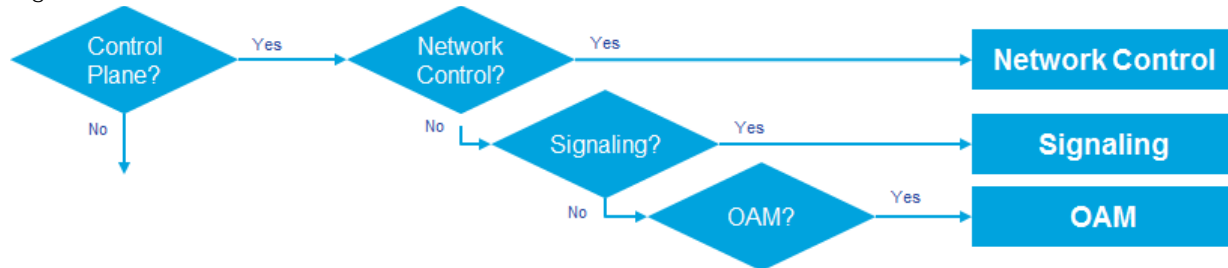 Control
Plane?
Yes
Network
Control?
Yes
Network Control
No
No
Signaling?
Yes
Signaling
No
OAM?
Yes
OAM